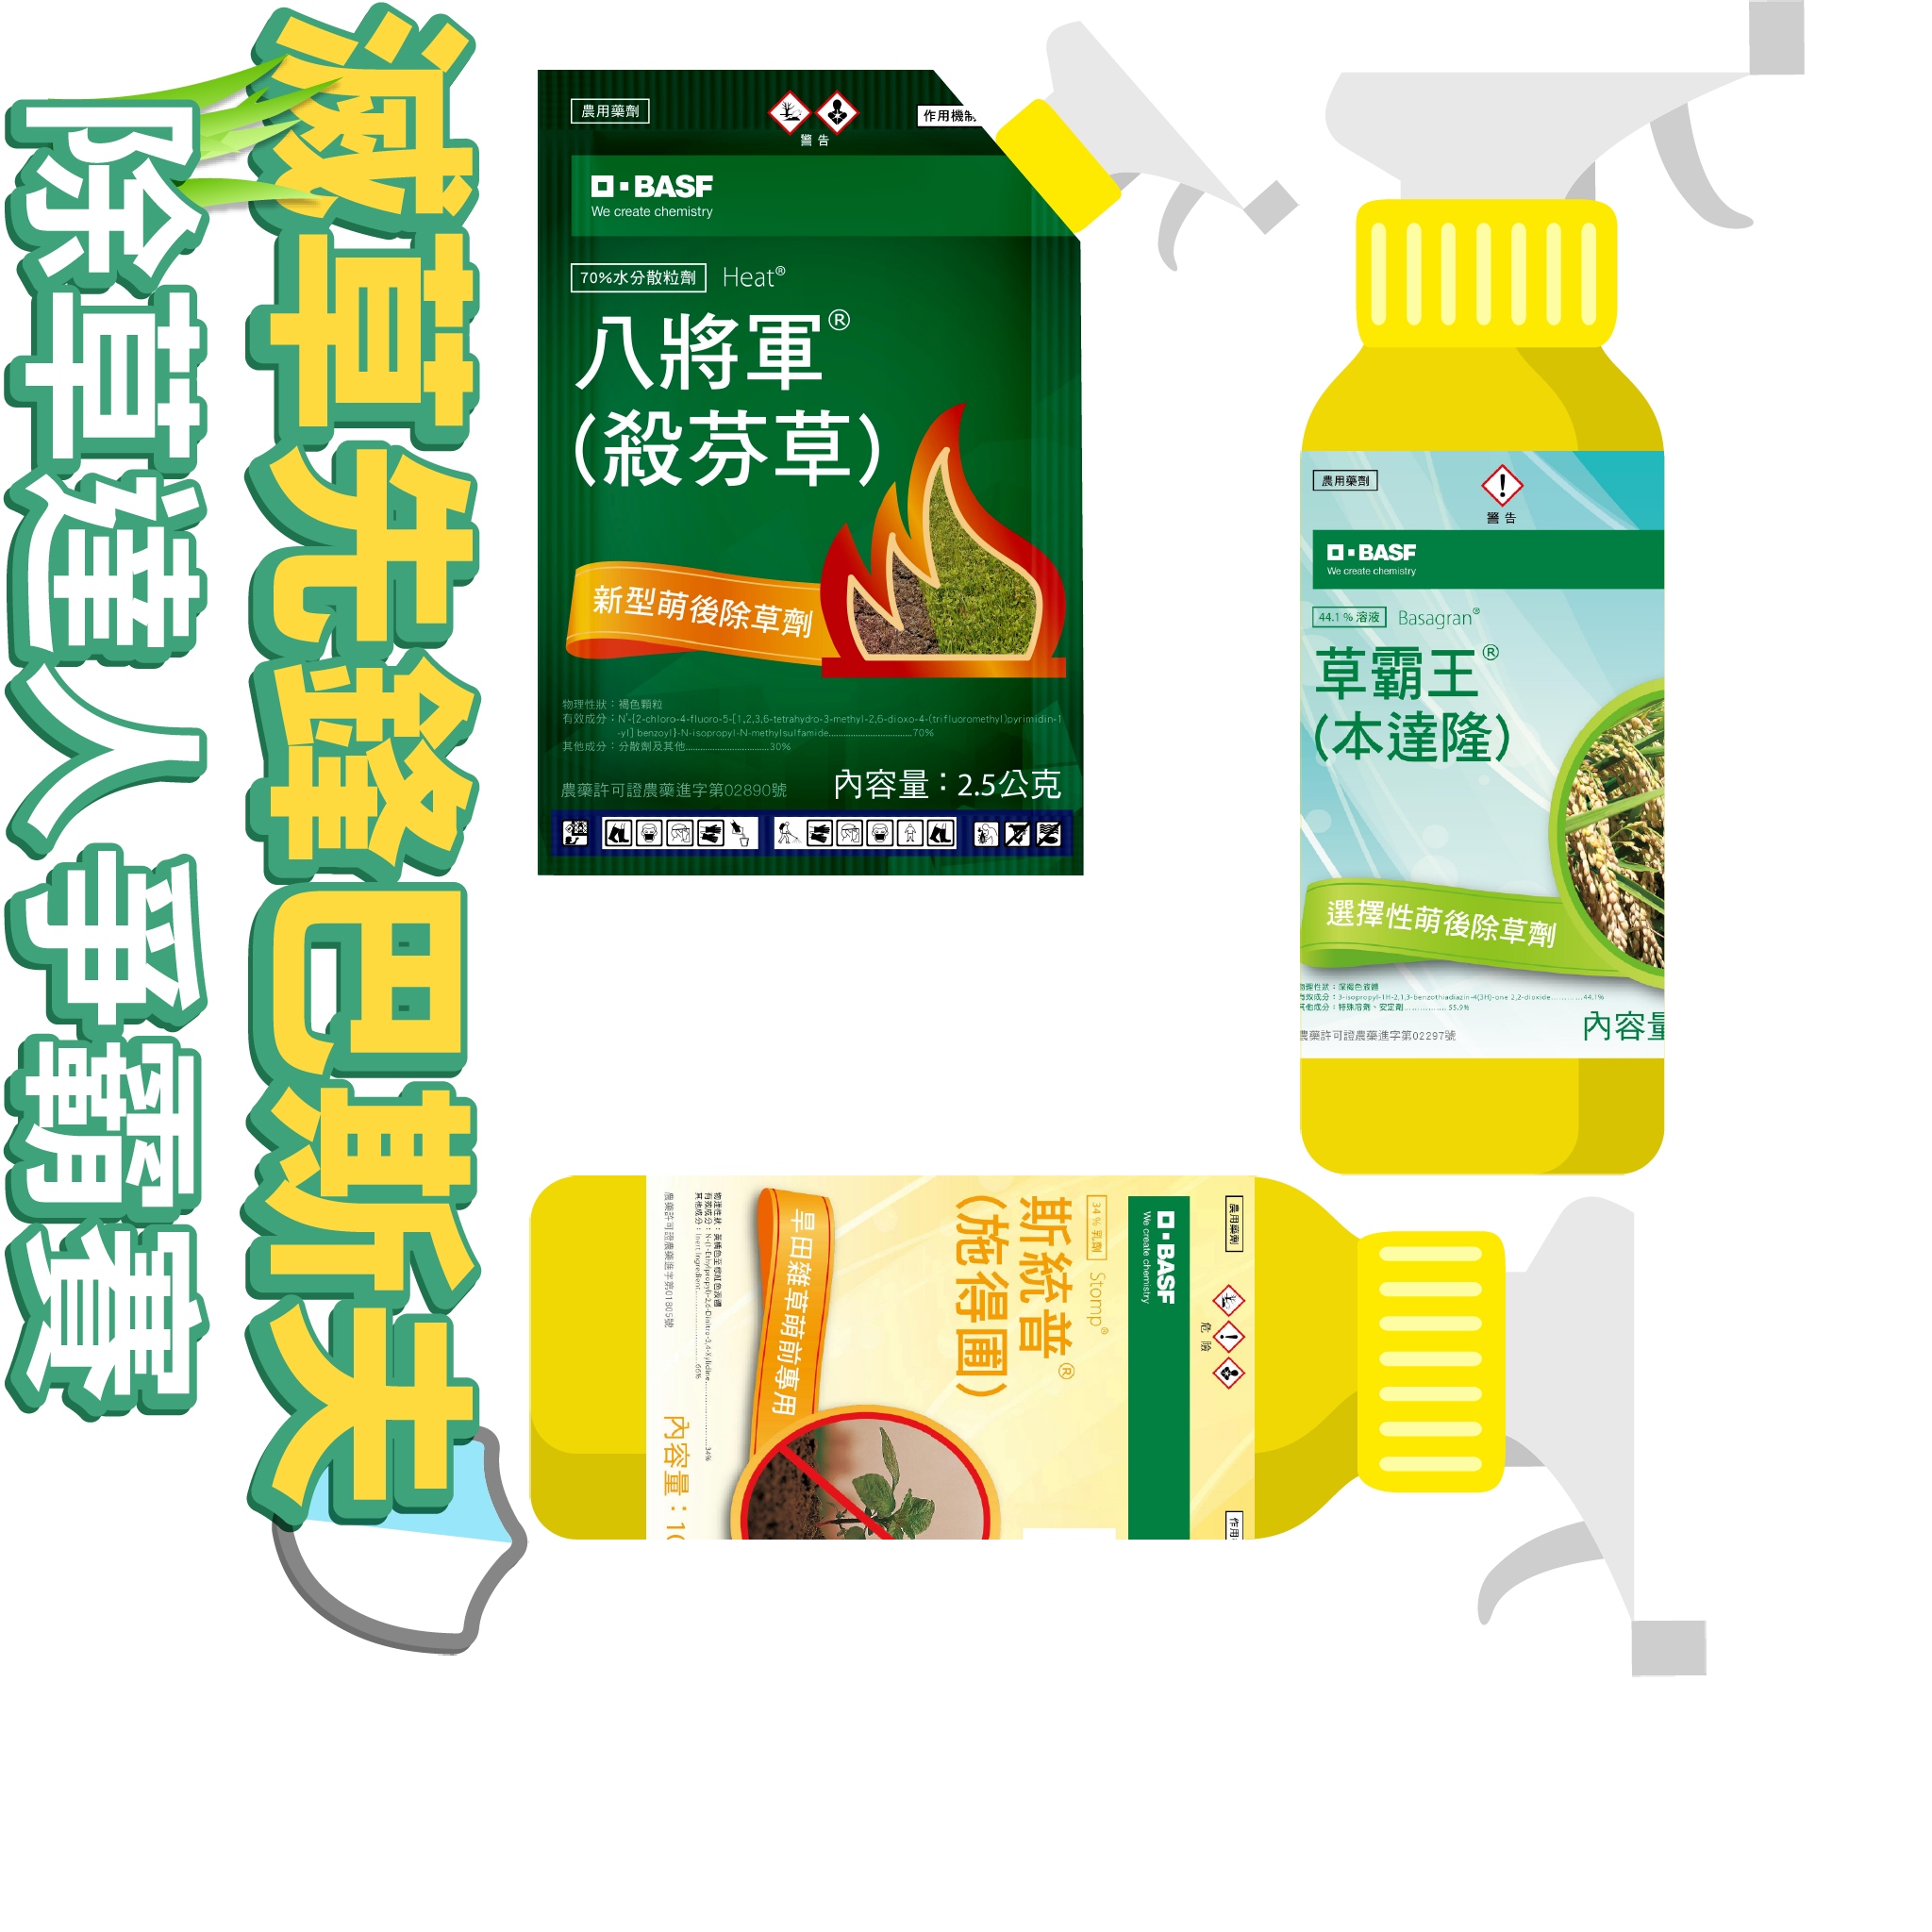 滅草先鋒巴斯夫
除草達人爭霸賽
農用藥劑
警告
作用機制
BASF
We create chemistry
70%水分散粒劑 Heat®
八將軍®
(殺芬草)
新型萌後除草劑
物理性狀：褐色顆粒
有效成分：N'-[2-chloro-4-fluoro-5-[1,2,3,6-tetrahydro-3-methyl-2,6-dioxo-4-(trifluoromethyl)pyrimidin-1
-yl] benzoyl]-N-isopropyl-N-methylsulfamide................................70%
其他成分：分散劑及其他................................30%
農藥許可證農藥進字第02890號
內容量：2.5公克
農用藥劑
警告
BASF
We create chemistry
44.1%溶液 Basagran®
草霸王®
(本達隆)
選擇性萌後除草劑
物理性狀：深褐色液體
有效成分：3-isopropyl-1H-2,1,3-benzothiadiazin-4(3H)-one 2,2-dioxide...........44.1%
其他成分：特殊溶劑、安定劑...............55.9%
農藥許可證農藥進字第02297號
內容量
農用藥劑
危險
作用
BASF
We create chemistry
34%乳劑 Stomp®
斯統普®
(施得圃)
旱田雜草萌前專用
物理性狀：黃橘色至棕紅色液體
有效成分：N-(1-Ethylpropyl)-2,6-Dinitro-3,4-Xylidine........................34%
其他成分：Inert Ingredient................................66%
農藥許可證農藥進字第01805號
內容量：10